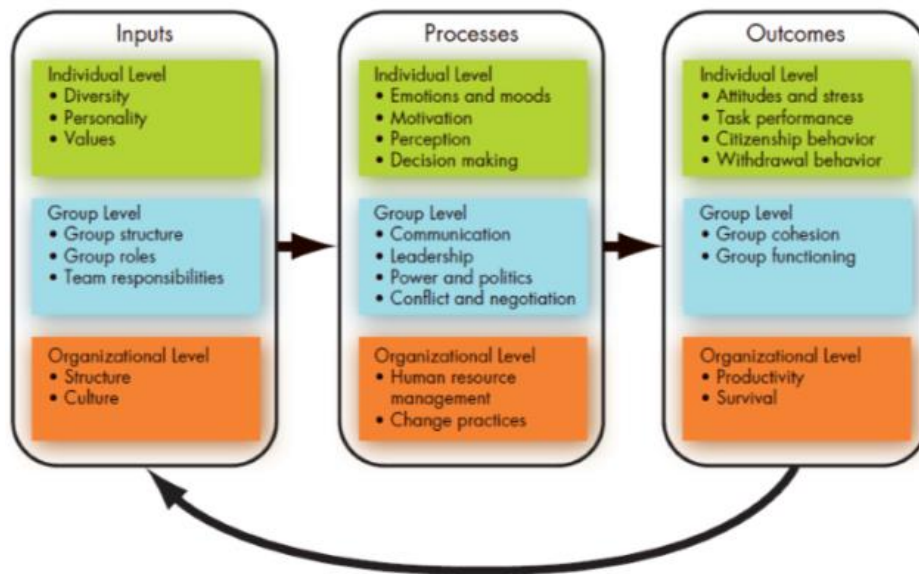 Inputs
Individual Level
• Diversity
• Personality
• Values
Group Level
• Group structure
• Group roles
• Team responsibilities
Organizational Level
• Structure
• Culture
Processes
Individual Level
• Emotions and moods
• Motivation
• Perception
• Decision making
Group Level
• Communication
• Leadership
• Power and politics
• Conflict and negotiation
Organizational Level
• Human resource
management
• Change practices
Outcomes
Individual Level
• Attitudes and stress
• Task performance
• Citizenship behavior
• Withdrawal behavior
Group Level
• Group cohesion
• Group functioning
Organizational Level
• Productivity
• Survival